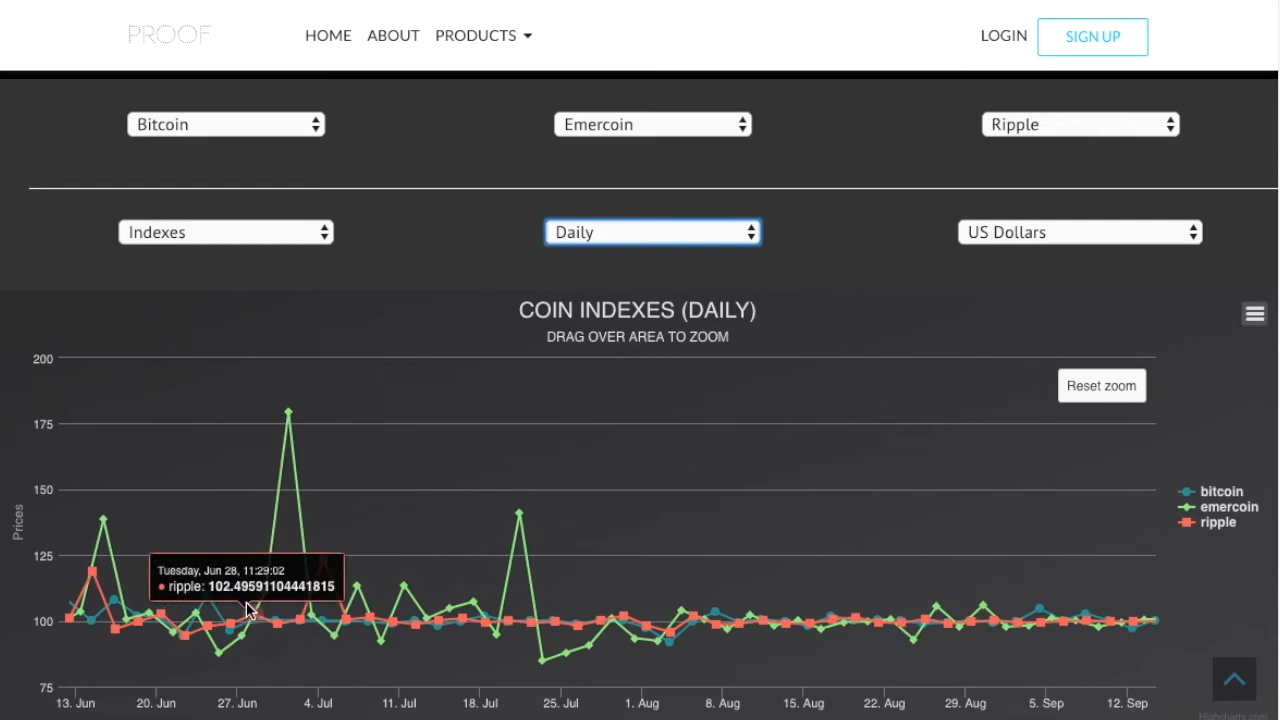 PROOF
HOME ABOUT PRODUCTS
LOGIN SIGN UP
Bitcoin
Emercoin
Ripple
Indexes
Daily
US Dollars
COIN INDEXES (DAILY)
DRAG OVER AREA TO ZOOM
Reset zoom
Prices
200
175
150
125
100
75
Tuesday, Jun 28, 11:29:02
ripple: 102.49591104441815
bitcoin
emercoin
ripple
13. Jun 20. Jun 27. Jun 4. Jul 11. Jul 18. Jul 25. Jul 1. Aug 8. Aug 15. Aug 22. Aug 29. Aug 5. Sep 12. Sep
Highcharts.com